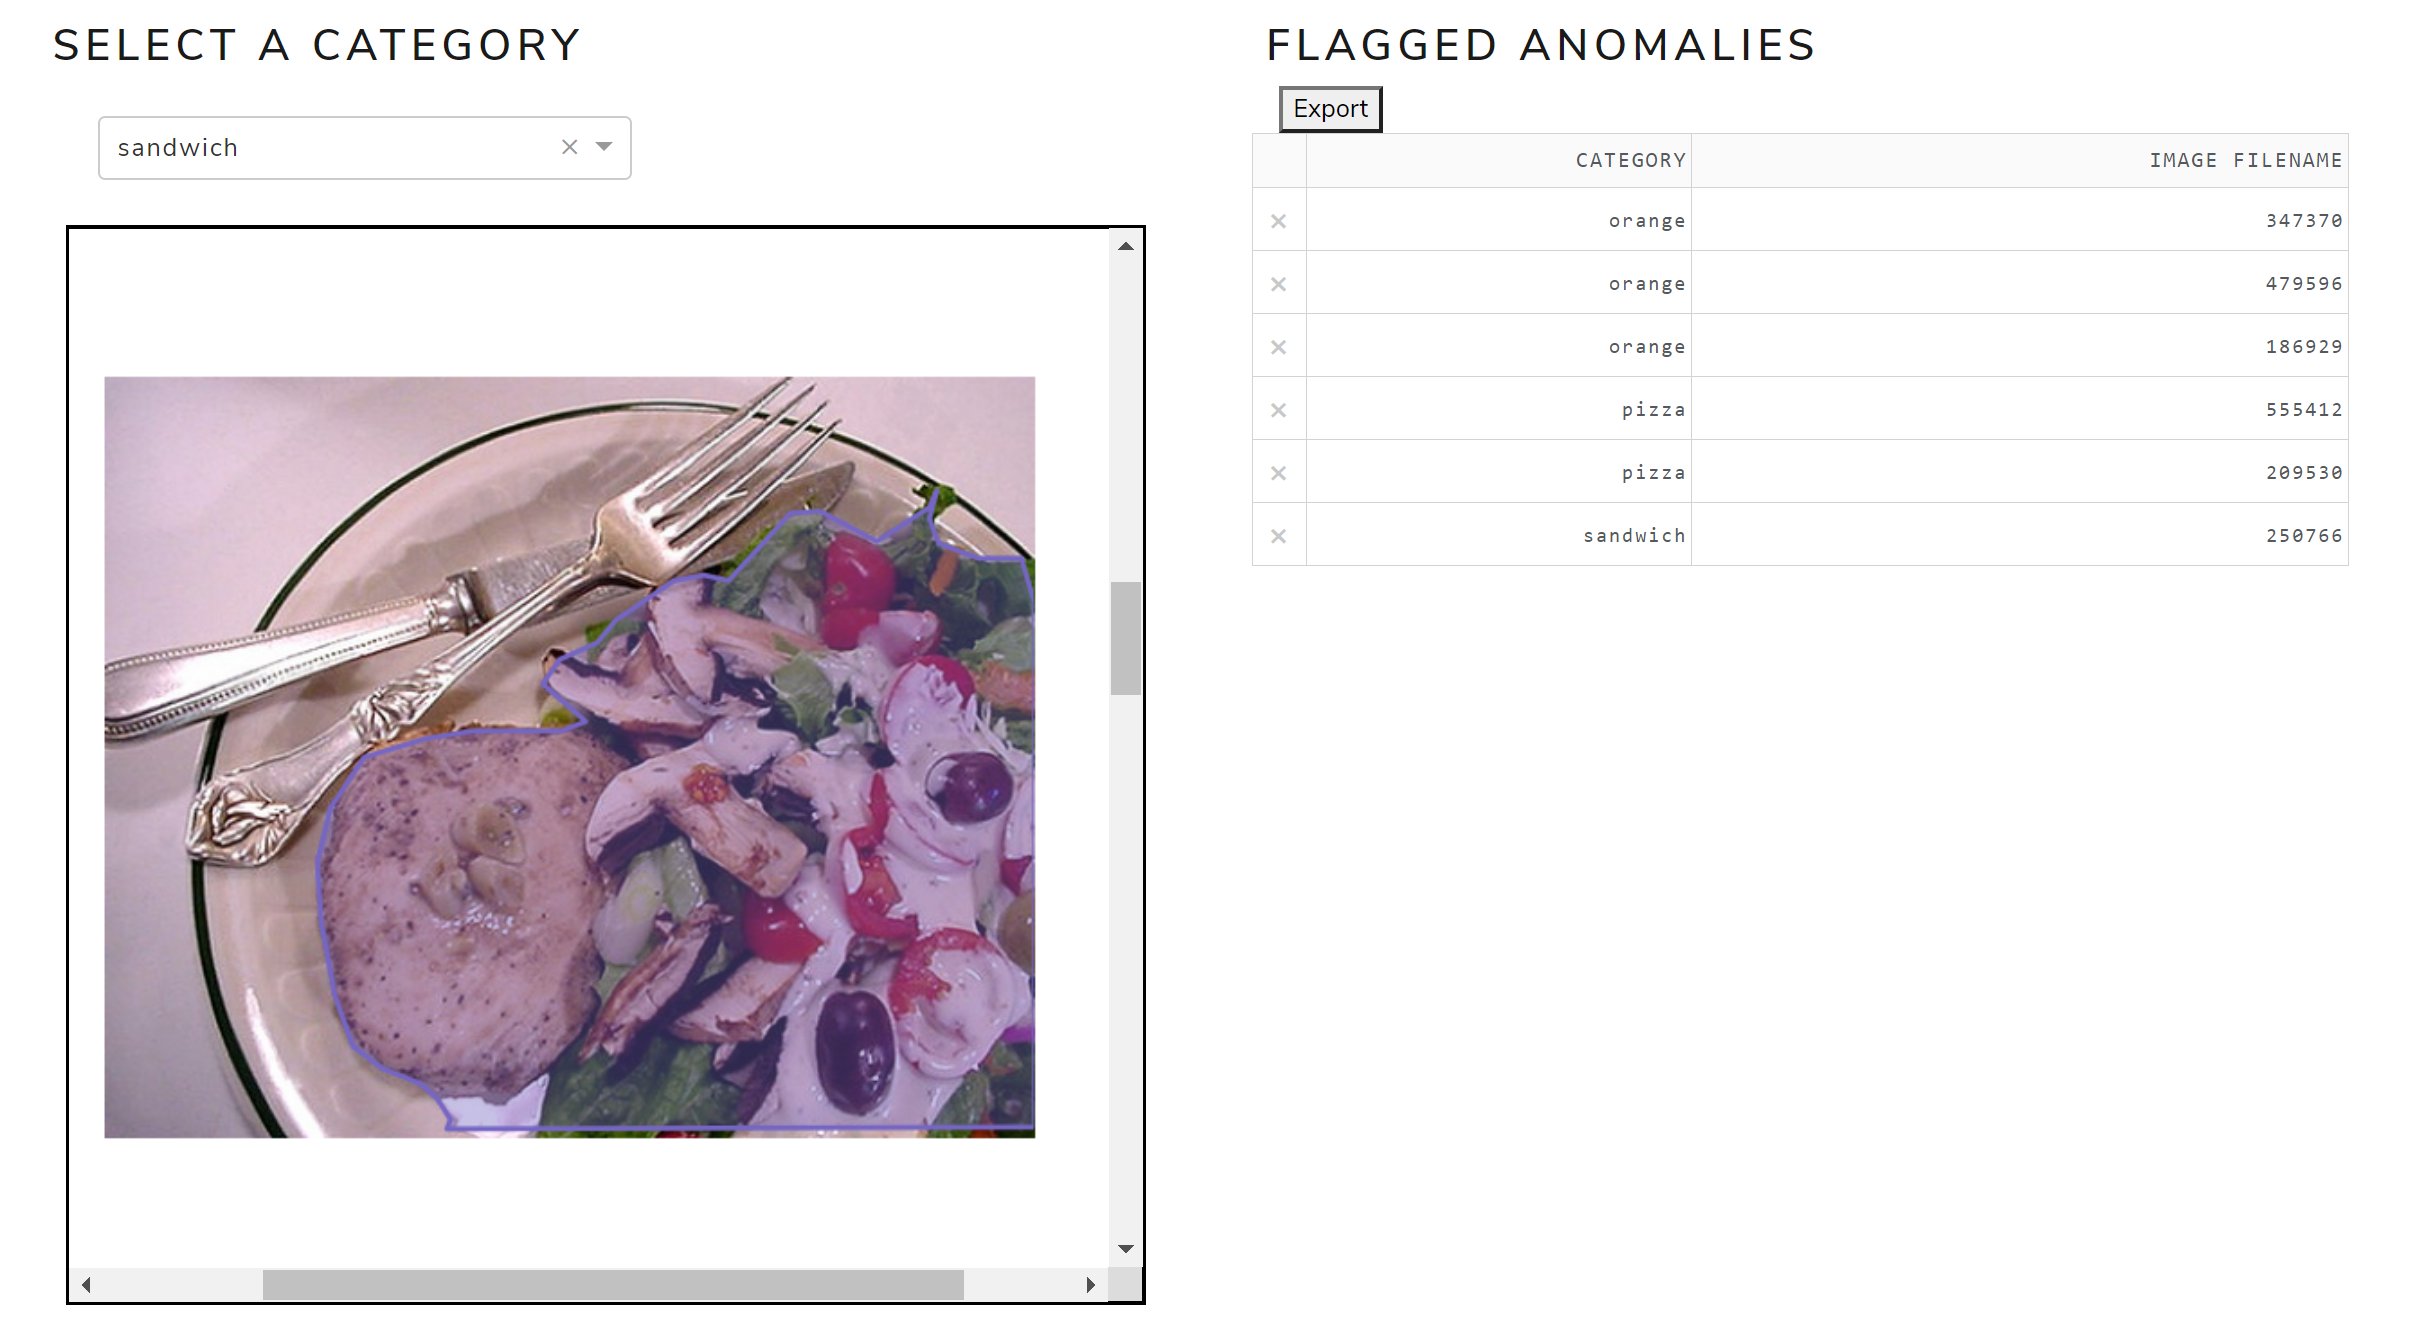 SELECT A CATEGORY
sandwich
FLAGGED ANOMALIES
Export
CATEGORY IMAGE FILENAME
orange 347370
orange 479596
orange 186929
pizza 555412
pizza 209530
sandwich 250766